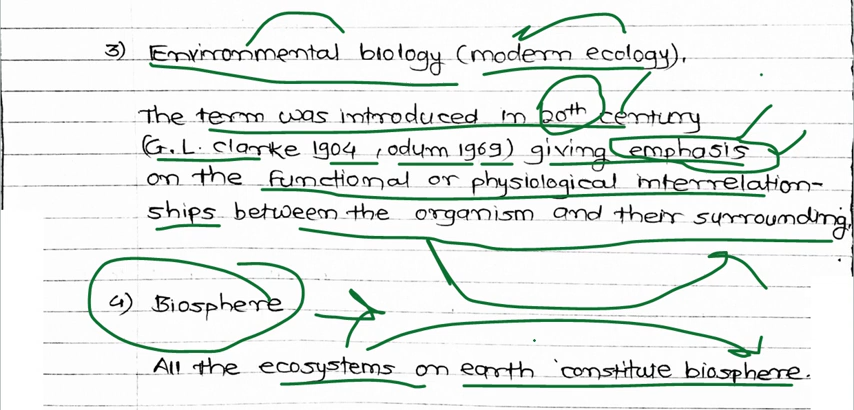 3) Environmental biology (modern ecology).
The term was introduced in 20th century
(G.L. clarke 1904, odum 1969) giving emphasis
on the functional or physiological interrelation-
ships between the organism and their surrounding.
4) Biosphere
All the ecosystems on earth constitute biosphere.